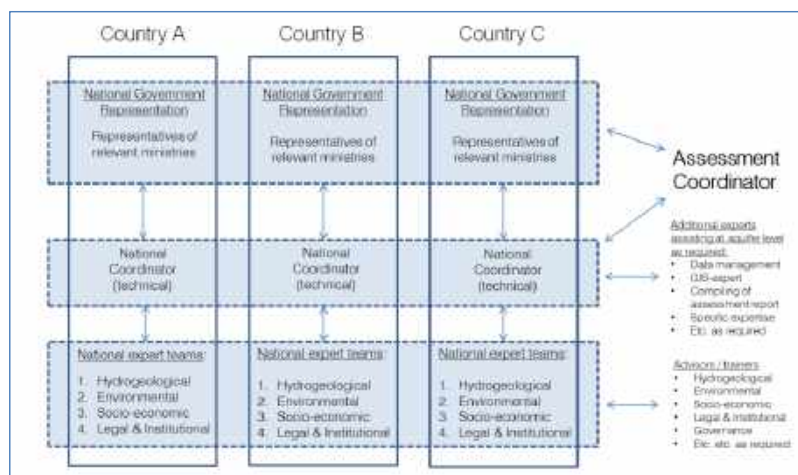 Country A
Country B
Country C
National Government
Representation
Representatives of
relevant ministries
National Government
Representation
Representatives of
relevant ministries
National Government
Representation
Representatives of
relevant ministries
Assessment
Coordinator
National
Coordinator
(technical)
National
Coordinator
(technical)
National
Coordinator
(technical)
Additional experts
assisting at aquifer level
as required:
• Data management
• GIS-expert
• Compiling of
assessment report
• Specific expertise
• Etc. as required
National expert teams:
1. Hydrogeological
2. Environmental
3. Socio-economic
4. Legal & Institutional
National expert teams:
1. Hydrogeological
2. Environmental
3. Socio-economic
4. Legal & Institutional
National expert teams:
1. Hydrogeological
2. Environmental
3. Socio-economic
4. Legal & Institutional
Advisors / trainers
• Hydrogeological
• Environmental
• Socio-economic
• Legal & Institutional
• Governance
• Etc. etc. as required